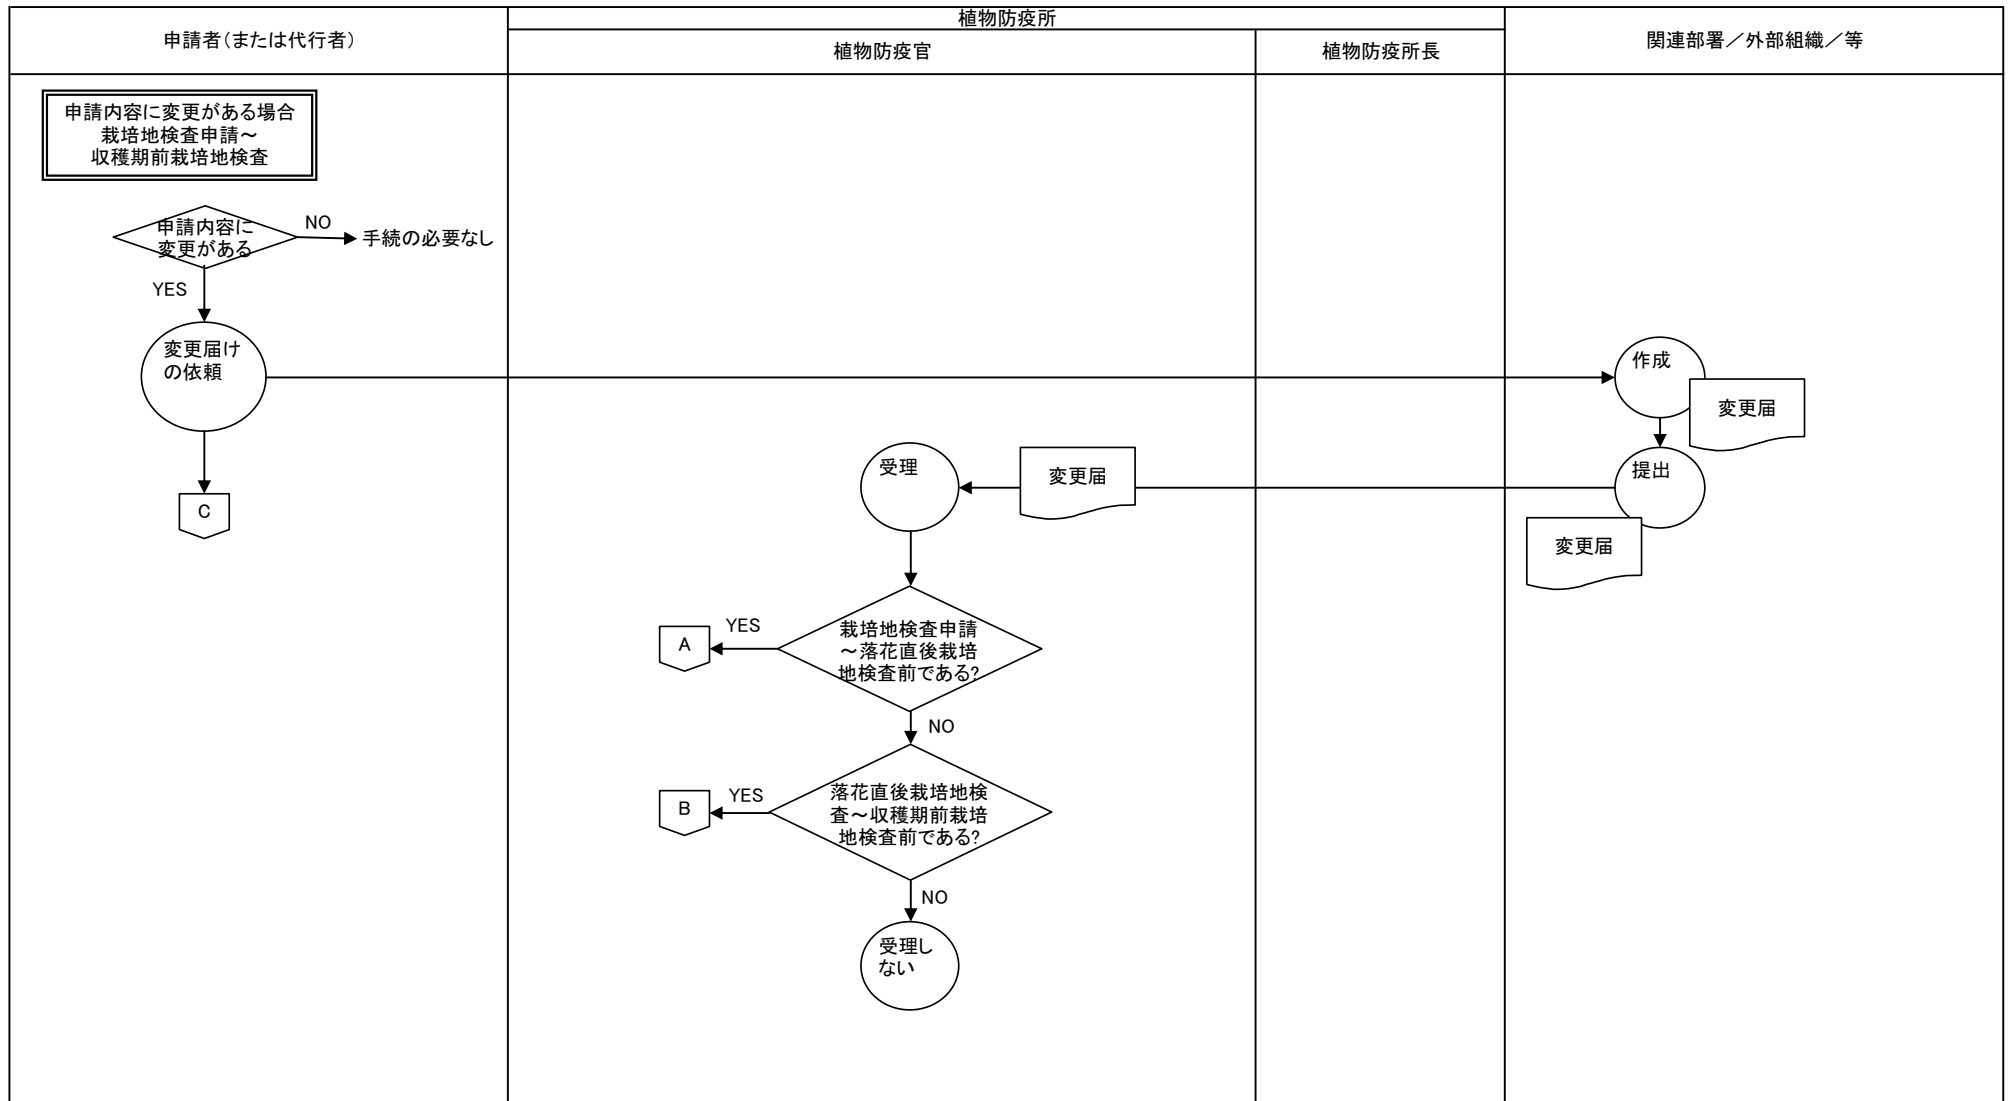 植物防疫所
申請者（または代行者）
植物防疫官
植物防疫所長
関連部署／外部組織／等
申請内容に変更がある場合
栽培地検査申請～
収穫期前栽培地検査
申請内容に
変更がある
NO
手続の必要なし
YES
変更届け
の依頼
作成
変更届
C
受理
変更届
提出
変更届
栽培地検査申請
～落花直後栽培
地検査前である?
YES
A
NO
落花直後栽培地検
査～収穫期前栽培
地検査前である?
YES
B
NO
受理し
ない